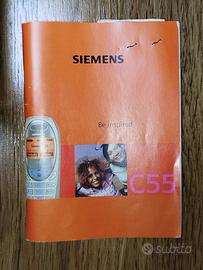 SIEMENS
Be inspired
C55
subito